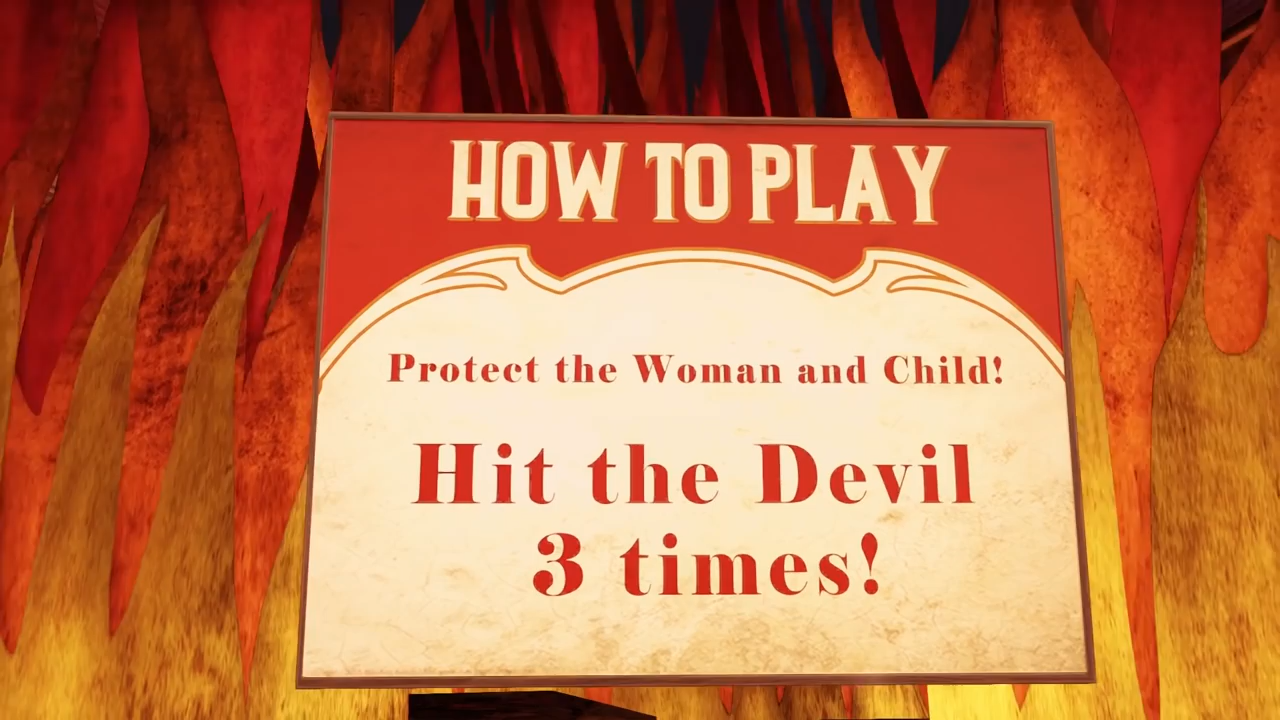 HOW TO PLAY
Protect the Woman and Child!
Hit the Devil
3 times!